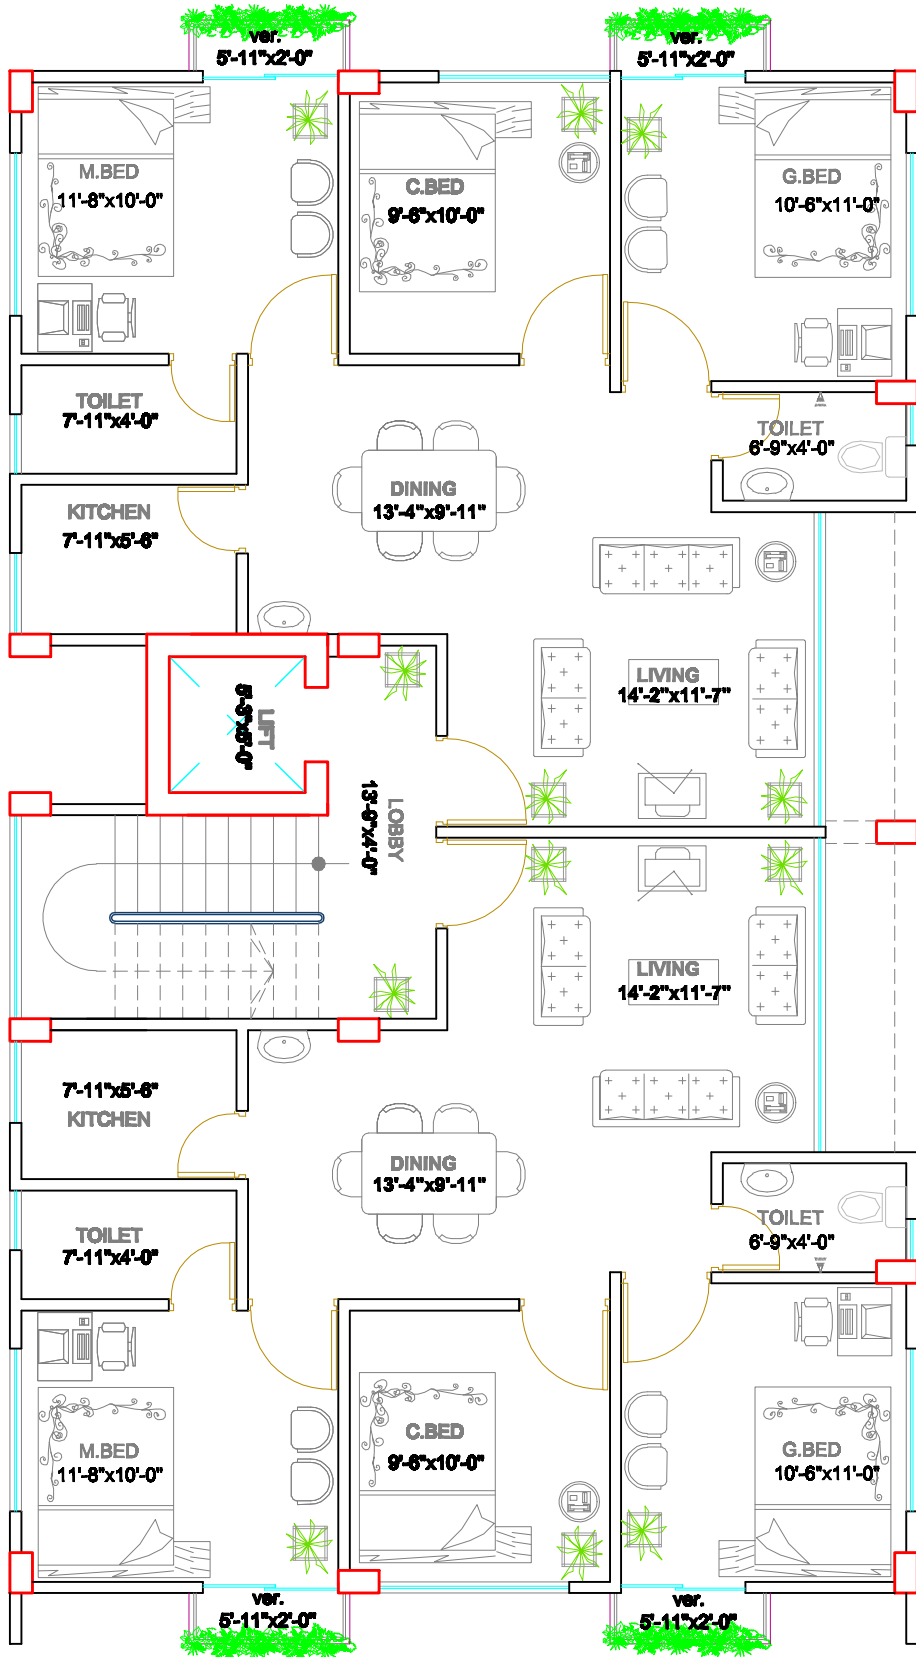 ver.
5'-11"x2'-0"
ver.
5'-11"x2'-0"
M.BED
11'-8"x10'-0"
C.BED
9'-6"x10'-0"
G.BED
10'-6"x11'-0"
TOILET
7'-11"x4'-0"
TOILET
6'-9"x4'-0"
KITCHEN
7'-11"x5'-6"
DINING
13'-4"x9'-11"
LIVING
14'-2"x11'-7"
LIFT
LOBBY
13'-9"x4'-0"
LIVING
14'-2"x11'-7"
7'-11"x5'-6"
KITCHEN
DINING
13'-4"x9'-11"
TOILET
7'-11"x4'-0"
TOILET
6'-9"x4'-0"
M.BED
11'-8"x10'-0"
C.BED
9'-6"x10'-0"
G.BED
10'-6"x11'-0"
ver.
5'-11"x2'-0"
ver.
5'-11"x2'-0"